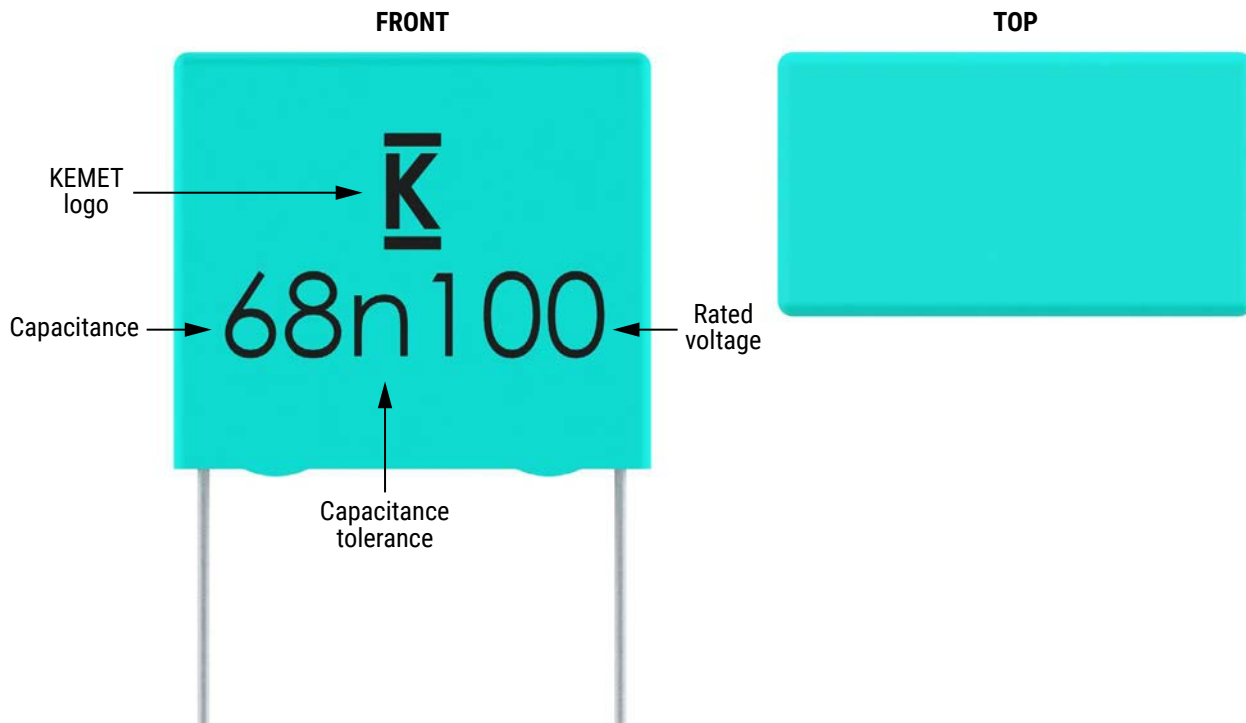 FRONT
TOP
KEMET
logo
K
Capacitance
68n100
Rated
voltage
Capacitance
tolerance